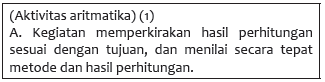 (Aktivitas aritmatika) (1)
A. Kegiatan memperkirakan hasil perhitungan
sesuai dengan tujuan, dan menilai secara tepat
metode dan hasil perhitungan.